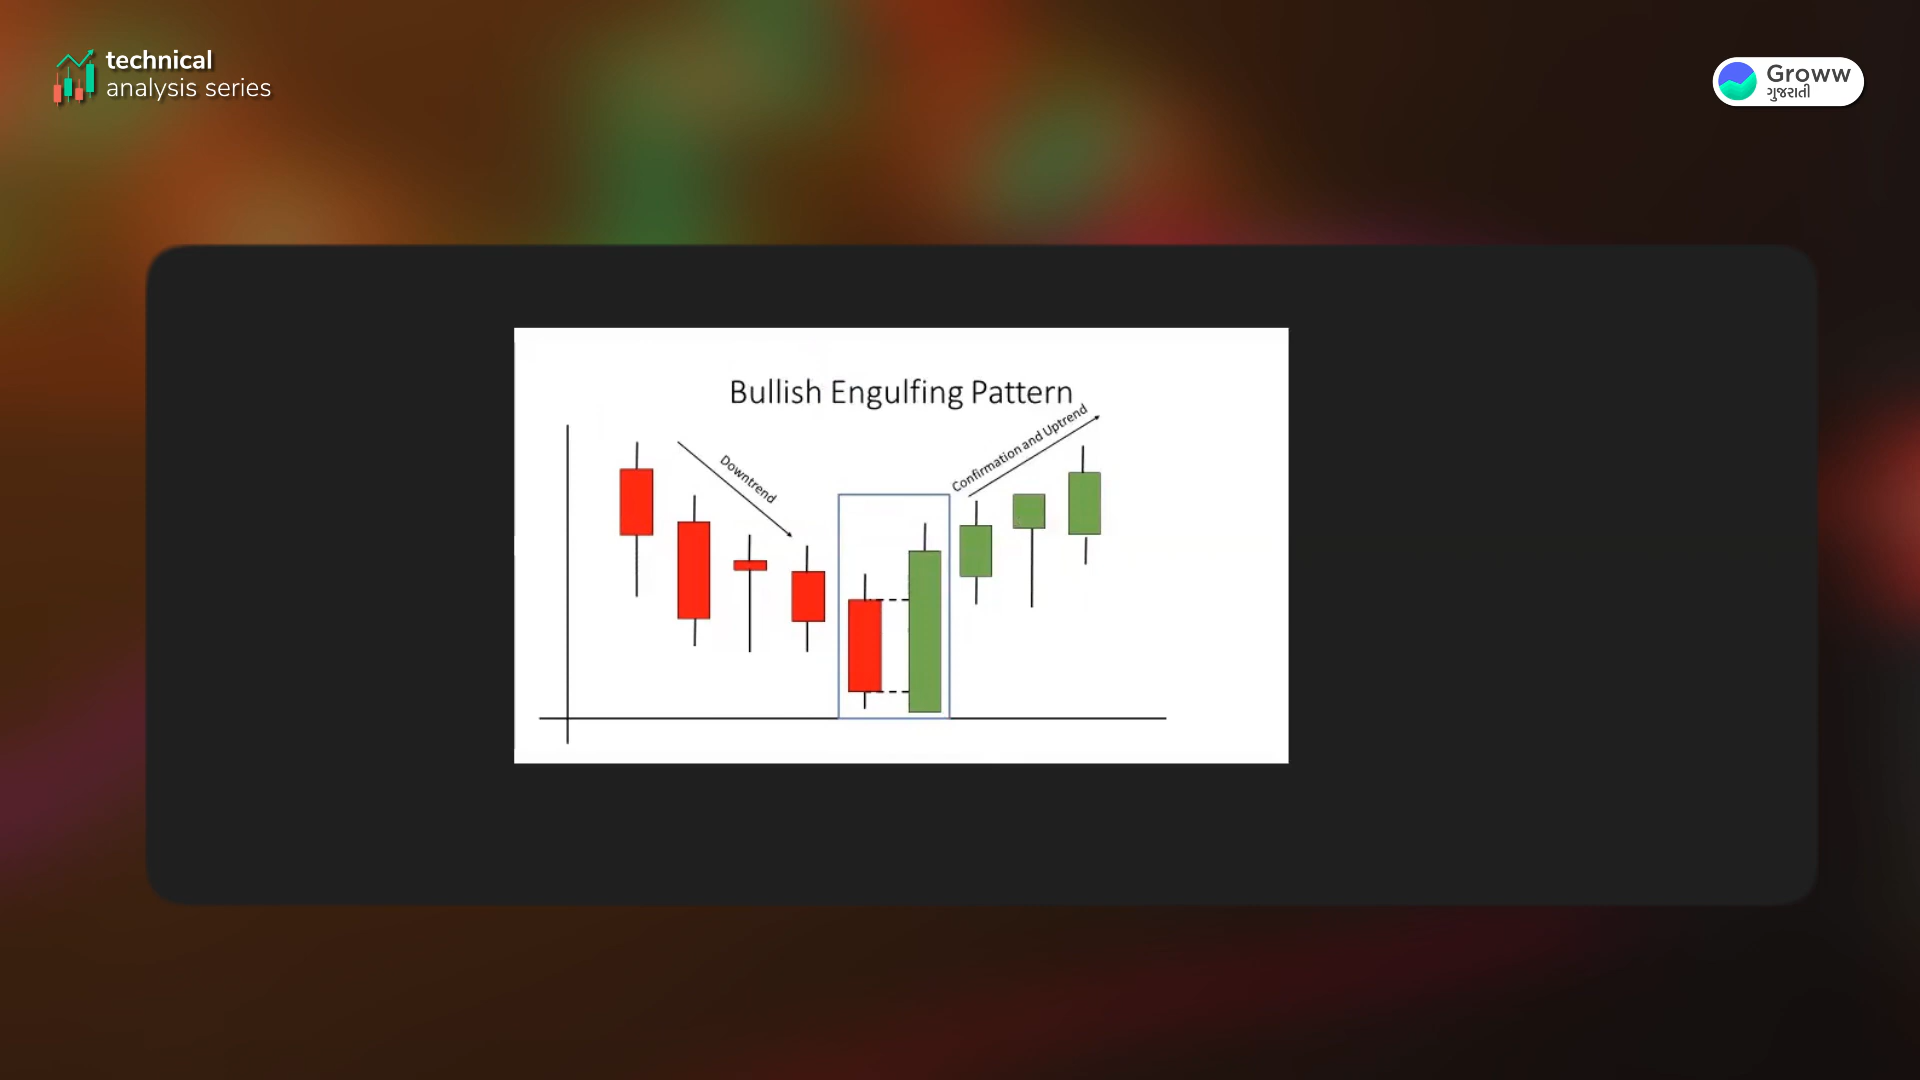 technical
analysis series
Groww
ગુજરાતી
Bullish Engulfing Pattern
Downtrend
Confirmation and Uptrend